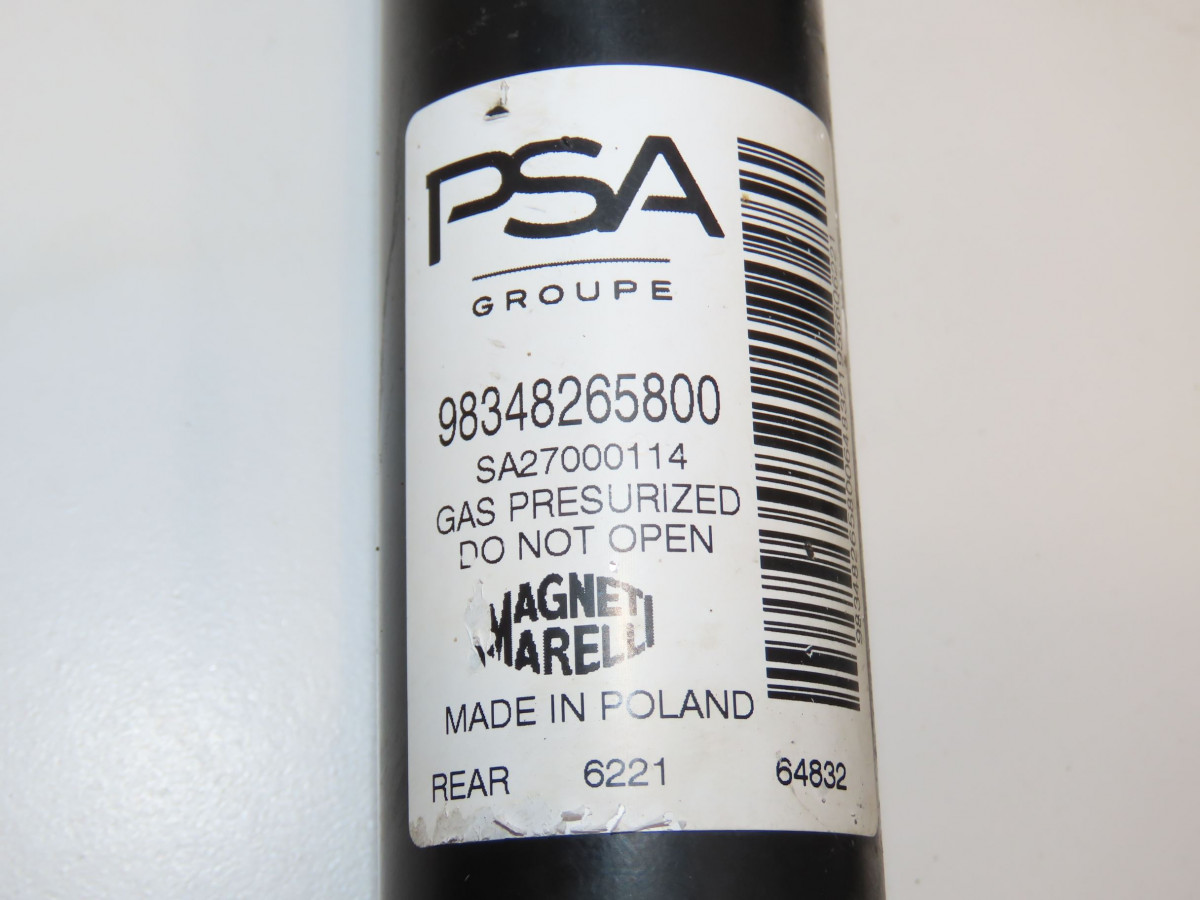 PSA
GROUPE
98348265800
SA27000114
GAS PRESURIZED
DO NOT OPEN
MAGNETI
MARELLI
MADE IN POLAND
REAR 6221 64832